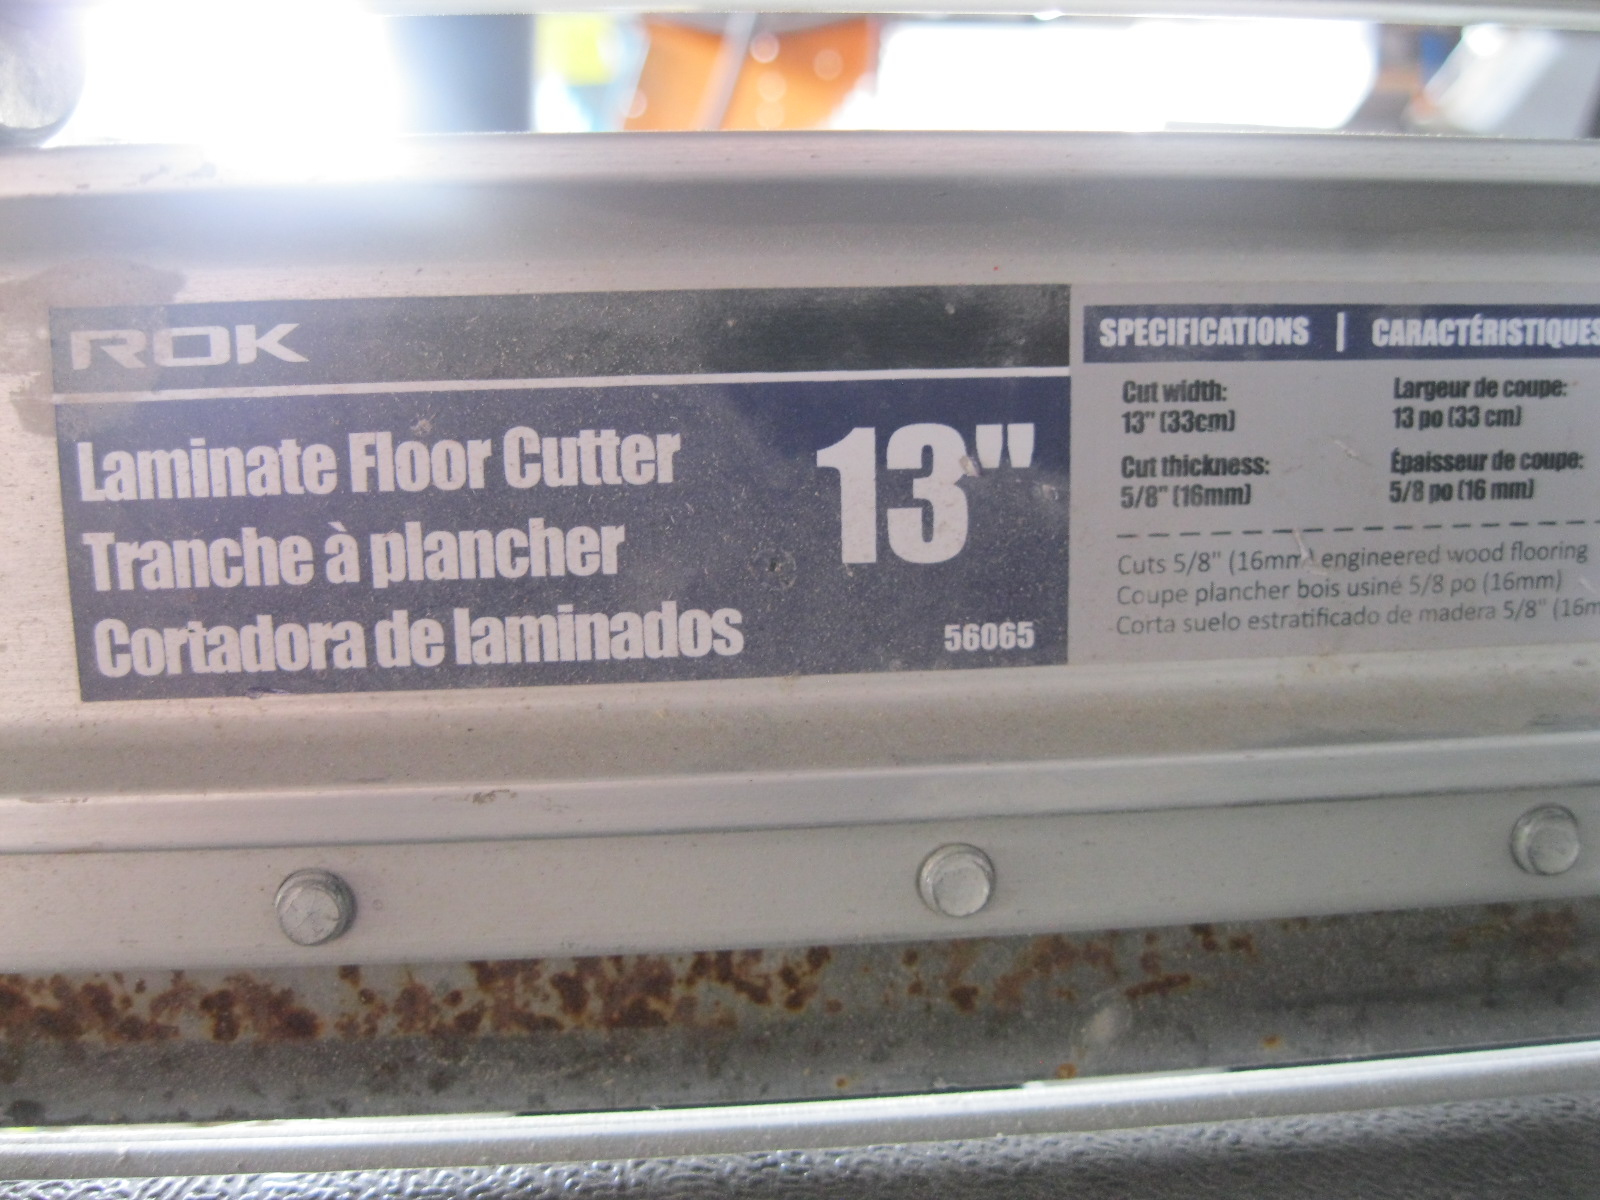 ROK
Laminate Floor Cutter
Tranche à plancher
Cortadora de laminados
13"
56065
SPECIFICATIONS | CARACTÉRISTIQUES
Cut width:
13" (33cm)
Cut thickness:
5/8" (16mm)
Largeur de coupe:
13 po (33 cm)
Épaisseur de coupe:
5/8 po (16 mm)
Cuts 5/8" (16mm) engineered wood flooring
Coupe plancher bois usiné 5/8 po (16mm)
Corta suelo estratificado de madera 5/8" (16m